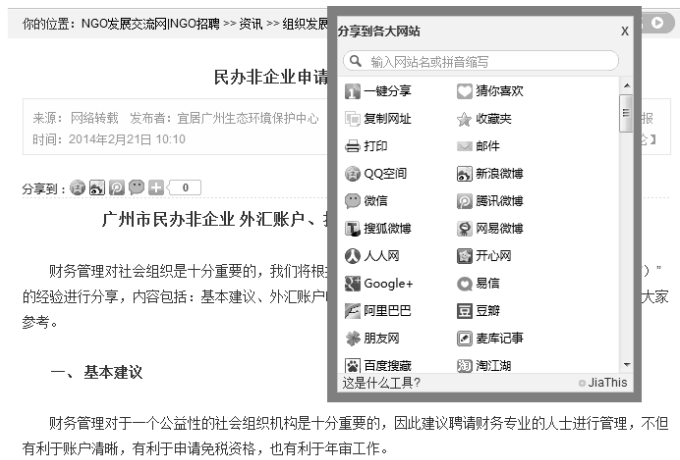 你的位置：NGO发展交流网|NGO招聘 >> 资讯 >> 组织发展
民办非企业申请
来源： 网络转载 发布者：宜居广州生态环境保护中心
报
时间：2014年2月21日 10:10
论】
分享到：
0
广州市民办非企业 外汇账户、
财务管理对社会组织是十分重要的，我们将根
）”
的经验进行分享，内容包括：基本建议、外汇账户
大家
参考。
一、 基本建议
财务管理对于一个公益性的社会组织机构是十分重要的，因此建议聘请财务专业的人士进行管理，不但
有利于账户清晰，有利于申请免税资格，也有利于年审工作。
分享到各大网站 X
输入网站名或拼音缩写
一键分享 猜你喜欢
复制网址 收藏夹
打印 邮件
QQ空间 新浪微博
微信 腾讯微博
搜狐微博 网易微博
人人网 开心网
Google+ 易信
阿里巴巴 豆瓣
朋友网 麦库记事
百度搜藏 淘江湖
这是什么工具? JiaThis